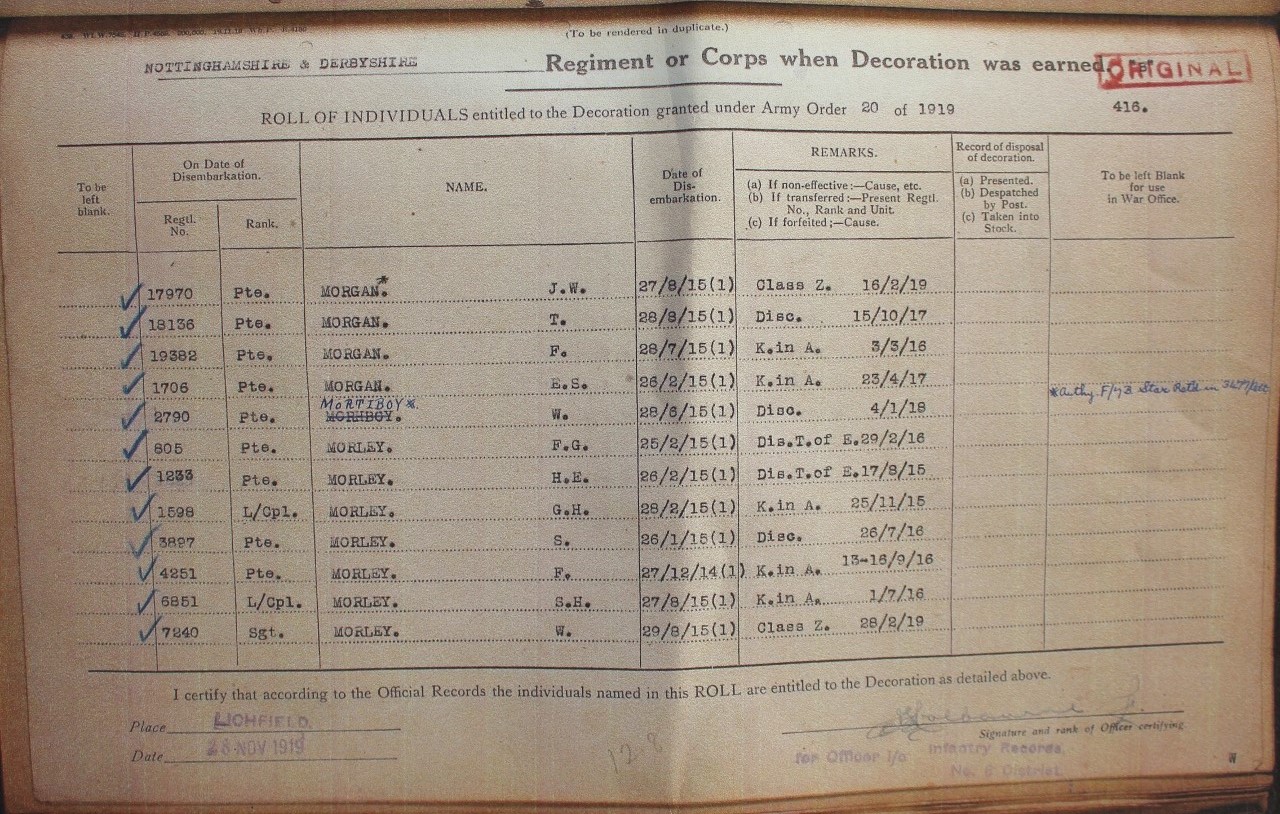 (To be rendered in duplicate.)
NOTTINGHAMSHIRE & DERBYSHIRE Regiment or Corps when Decoration was earned.
ORIGINAL
ROLL OF INDIVIDUALS entitled to the Decoration granted under Army Order 20 of 1919
416.
To be left blank.
On Date of Disembarkation.
Regtl. No.
Rank.
NAME.
Date of Dis-embarkation.
REMARKS.
(a) If non-effective:—Cause, etc.
(b) If transferred:—Present Regtl. No., Rank and Unit.
(c) If forfeited;—Cause.
Record of disposal of decoration.
(a) Presented.
(b) Despatched by Post.
(c) Taken into Stock.
To be left Blank for use in War Office.
17970 Pte. MORGAN.* J.W. 27/8/15(1) Class Z. 16/2/19
18136 Pte. MORGAN. T. 28/8/15(1) Disc. 15/10/17
19382 Pte. MORGAN. F. 28/7/15(1) K.in A. 3/3/16
1706 Pte. MORGAN. E.S. 26/2/15(1) K.in A. 23/4/17
MORTIBOY*.
2790 Pte. MORHBOY. W. 28/6/15(1) Disc. 4/1/18
*Authy. Star Roll in
805 Pte. MORLEY. F.G. 25/2/15(1) Dis.T.of E.29/2/16
1233 Pte. MORLEY. H.E. 26/2/15(1) Dis.T.of E.17/8/15
1598 L/Cpl. MORLEY. G.H. 28/2/15(1) K.in A. 25/11/15
3897 Pte. MORLEY. S. 26/1/15(1) Disc. 26/7/16
4251 Pte. MORLEY. F. 27/12/14(1) K.in A. 13-16/9/16
6851 L/Cpl. MORLEY. S.H. 27/8/15(1) K.in A. 1/7/16
7240 Sgt. MORLEY. W. 29/8/15(1) Class Z. 28/2/19
I certify that according to the Official Records the individuals named in this ROLL are entitled to the Decoration as detailed above.
Place LICHFIELD.
Date NOV 1919
12-8
Signature and rank of Officer certifying.
for Officer i/c Infantry Records,
No. 6 District.
W